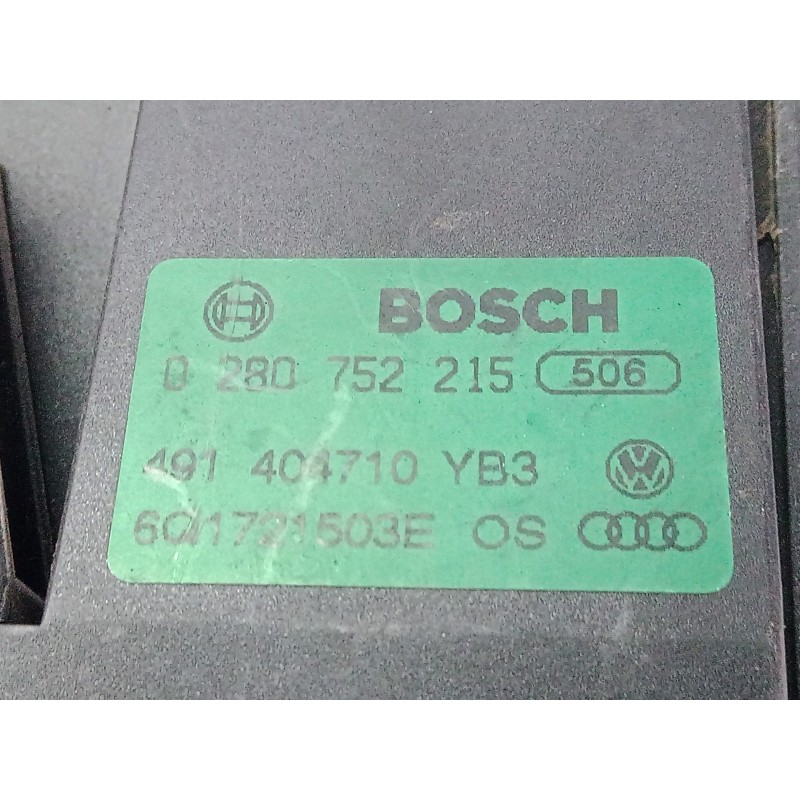 BOSCH
0 280 752 215 506
491 404710 YB3
6Q1721503E OS